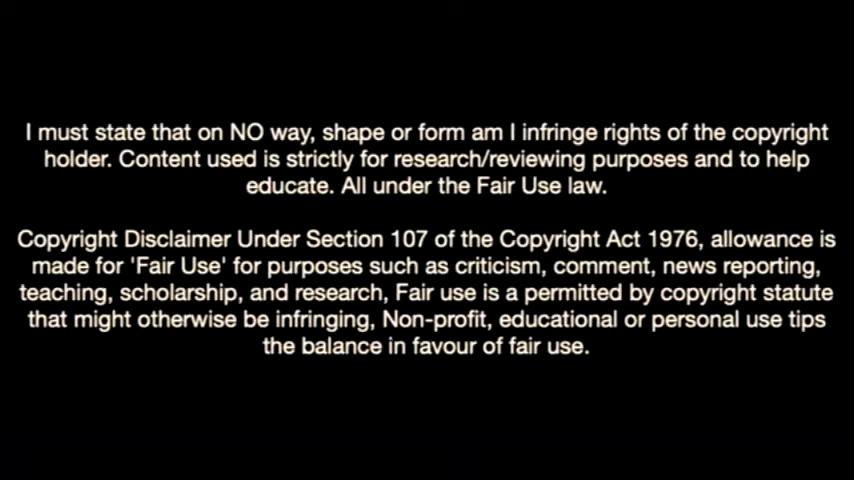 I must state that on NO way, shape or form am I infringe rights of the copyright
holder. Content used is strictly for research/reviewing purposes and to help
educate. All under the Fair Use law.
Copyright Disclaimer Under Section 107 of the Copyright Act 1976, allowance is
made for 'Fair Use' for purposes such as criticism, comment, news reporting,
teaching, scholarship, and research, Fair use is a permitted by copyright statute
that might otherwise be infringing, Non-profit, educational or personal use tips
the balance in favour of fair use.